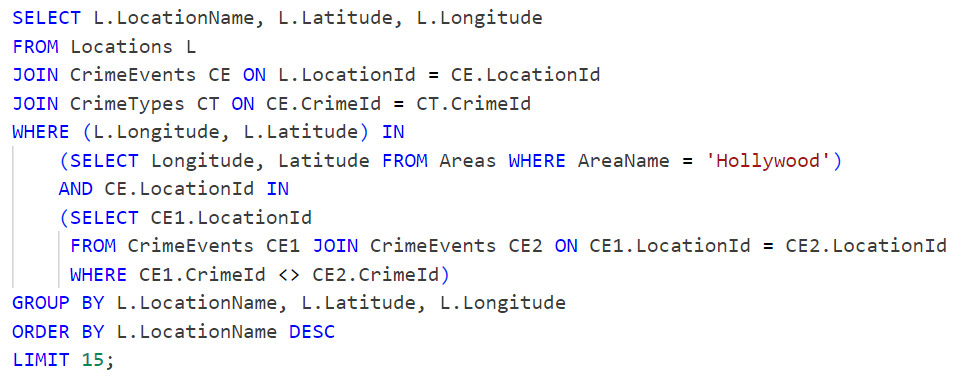 SELECT L.LocationName, L.Latitude, L.Longitude
FROM Locations L
JOIN CrimeEvents CE ON L.LocationId = CE.LocationId
JOIN CrimeTypes CT ON CE.CrimeId = CT.CrimeId
WHERE (L.Longitude, L.Latitude) IN
    (SELECT Longitude, Latitude FROM Areas WHERE AreaName = 'Hollywood')
    AND CE.LocationId IN
    (SELECT CE1.LocationId
     FROM CrimeEvents CE1 JOIN CrimeEvents CE2 ON CE1.LocationId = CE2.LocationId
     WHERE CE1.CrimeId <> CE2.CrimeId)
GROUP BY L.LocationName, L.Latitude, L.Longitude
ORDER BY L.LocationName DESC
LIMIT 15;